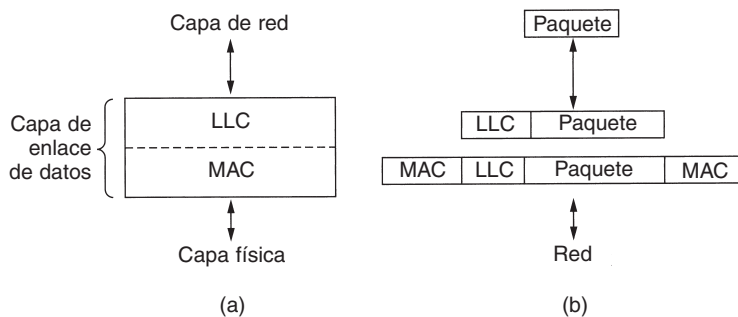 Capa de red
Capa de
enlace
de datos
LLC
MAC
Capa física
(a)
Paquete
LLC Paquete
MAC LLC Paquete MAC
Red
(b)